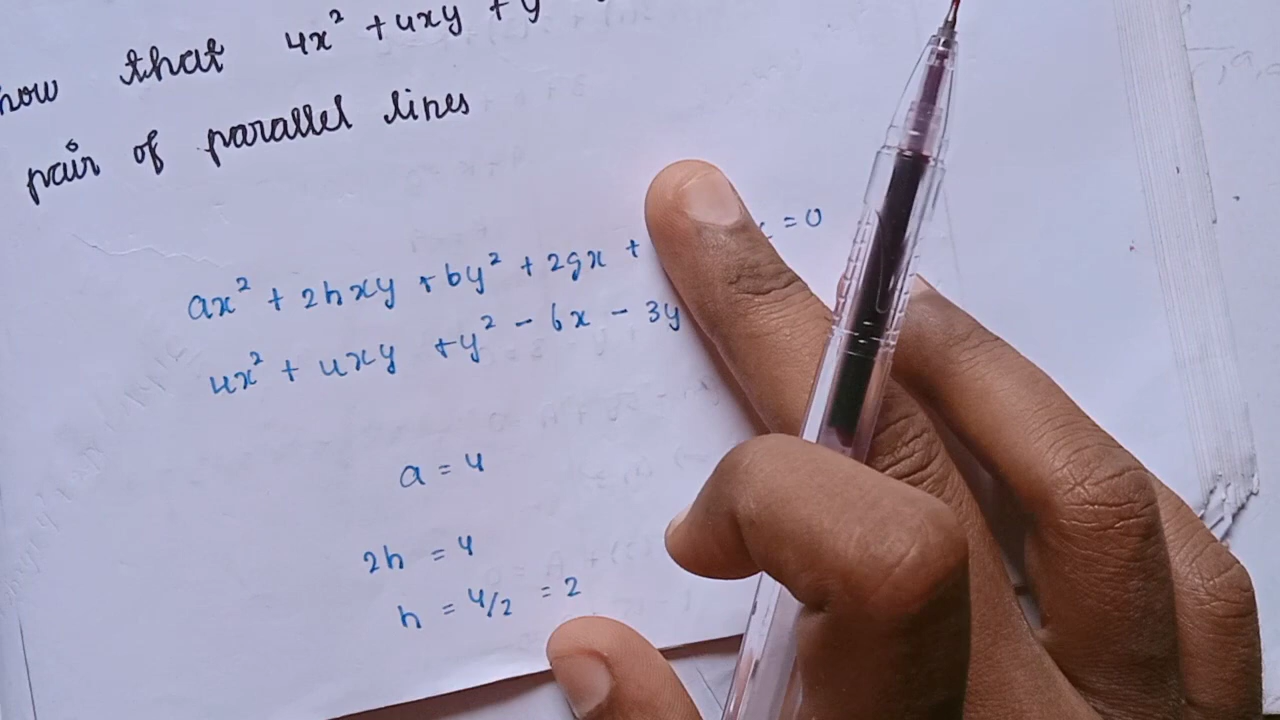 how that 4x² + 4xy + y
pair of parallel lines
ax² + 2hxy + by² + 2gx + = 0
4x² + 4xy + y² - 6x - 3y
a = 4
2h = 4
h = 4/2 = 2